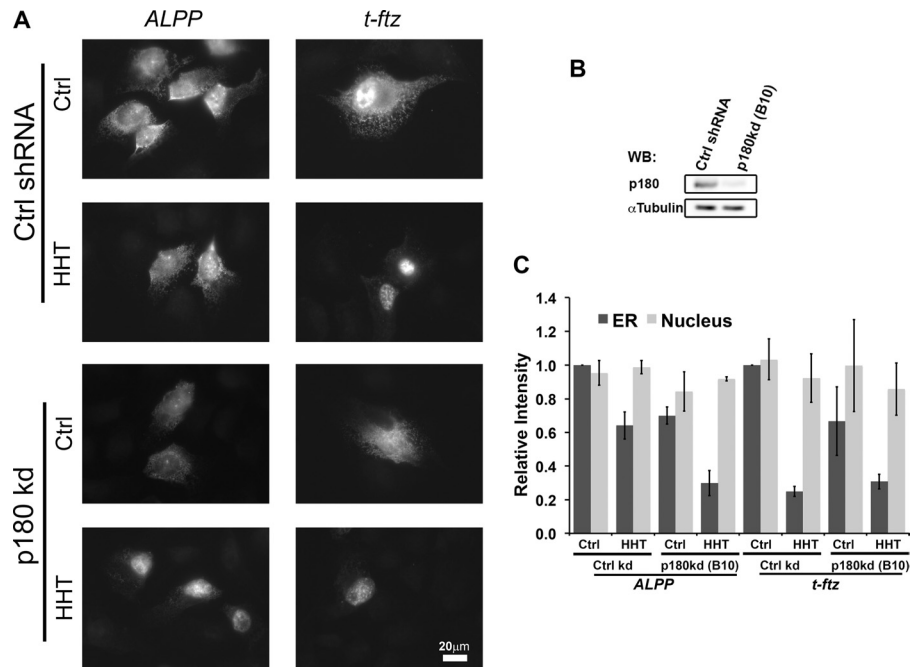 A
ALPP
t-ftz
Ctrl shRNA
Ctrl
HHT
p180 kd
Ctrl
HHT
20µm
B
Ctrl shRNA
p180kd (B10)
WB:
p180
αTubulin
C
ER
Nucleus
Relative Intensity
1.4
1.2
1.0
0.8
0.6
0.4
0.2
0.0
Ctrl HHT Ctrl HHT Ctrl HHT Ctrl HHT
Ctrl kd p180kd (B10) Ctrl kd p180kd (B10)
ALPP t-ftz